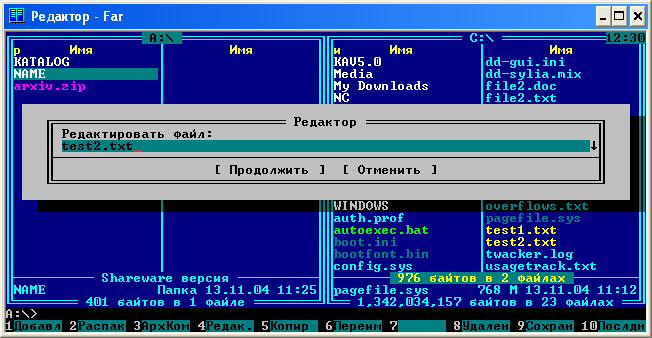 Редактор - Far
A:\ C:\ 12:30
р Имя Имя и Имя
KATALOG KAV5.0 dd-gui.ini
NAME Media dd-sylia.mix
arxiv.zip My Downloads file2.doc
NC file2.txt
Редактор
Редактировать файл:
test2.txt
[ Продолжить ] [ Отменить ]
WINDOWS overflows.txt
auth.prof pagefile.sys
autoexec.bat test1.txt
boot.ini test2.txt
bootfont.bin twacker.log
Shareware версия config.sys usagetrack.txt
976 байтов в 2 файлах
NAME Папка 13.11.04 11:25 pagefile.sys 768 M 13.11.04 11:12
401 байтов в 1 файле 1,342,034,157 байтов в 23 файлах
A:\>
1Добавл 2Распак 3АрхКом 4Редак. 5Копир 6Переим 7 8Удален 9Сохран 10Послдн